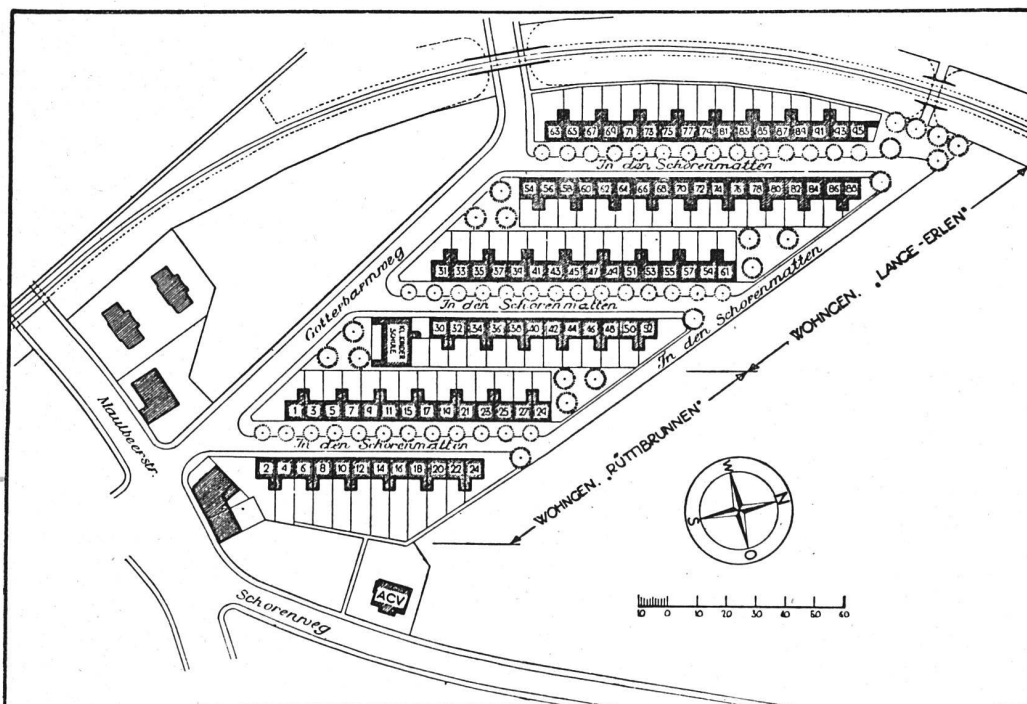 63 65 67 69 71 73 75 77 79 81 83 85 87 89 91 93 95
In den Schorenmatten
54 56 58 60 62 64 66 68 70 72 74 76 78 80 82 84 86 88
31 33 35 37 39 41 43 45 47 49 51 53 55 57 59 61
In den Schorenmatten
Gotterbarmweg
In den Schorenmatten
KLEINKINDER
SCHULE
30 32 34 36 38 40 42 44 46 48 50 52
1 3 5 7 9 11 15 17 19 21 23 25 27 29
In den Schorenmatten
2 4 6 8 10 12 14 16 18 20 22 24
Maulbeerstr.
Schorenweg
ACV
WOHNGEN. „LANGE-ERLEN"
WOHNGEN. „RÜTTIBRUNNEN"
W
N
S
O
10 0 10 20 30 40 50 60